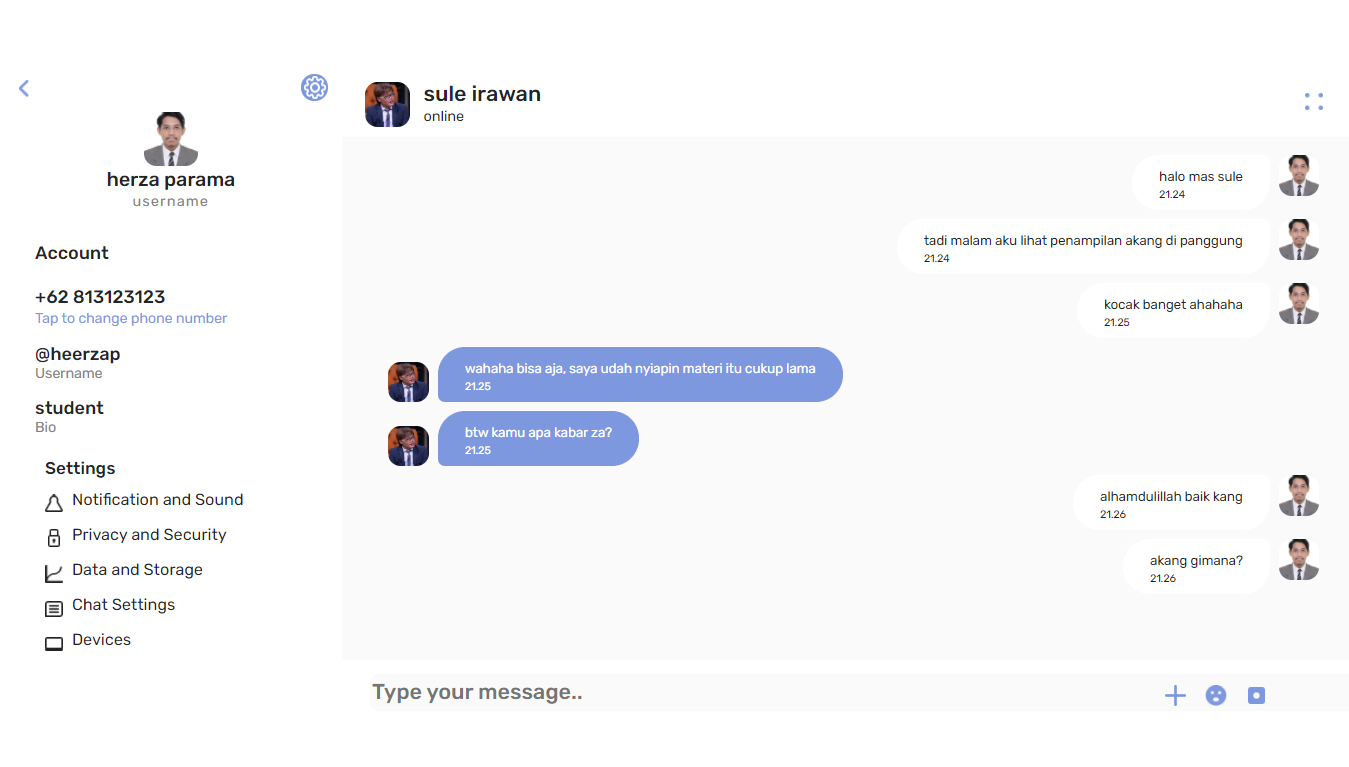 herza parama
username
Account
+62 813123123
Tap to change phone number
@heerzap
Username
student
Bio
Settings
Notification and Sound
Privacy and Security
Data and Storage
Chat Settings
Devices
sule irawan
online
halo mas sule
21.24
tadi malam aku lihat penampilan akang di panggung
21.24
kocak banget ahahaha
21.25
wahaha bisa aja, saya udah nyiapin materi itu cukup lama
21.25
btw kamu apa kabar za?
21.25
alhamdulillah baik kang
21.26
akang gimana?
21.26
Type your message..